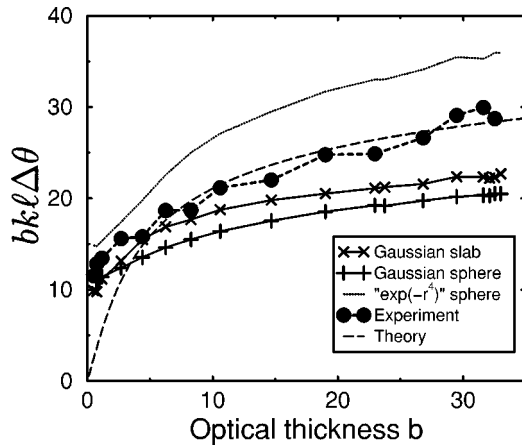 40
30
20
10
0
bkℓΔθ
0
10
20
30
Optical thickness b
Gaussian slab
Gaussian sphere
"exp(−r⁴)" sphere
Experiment
Theory